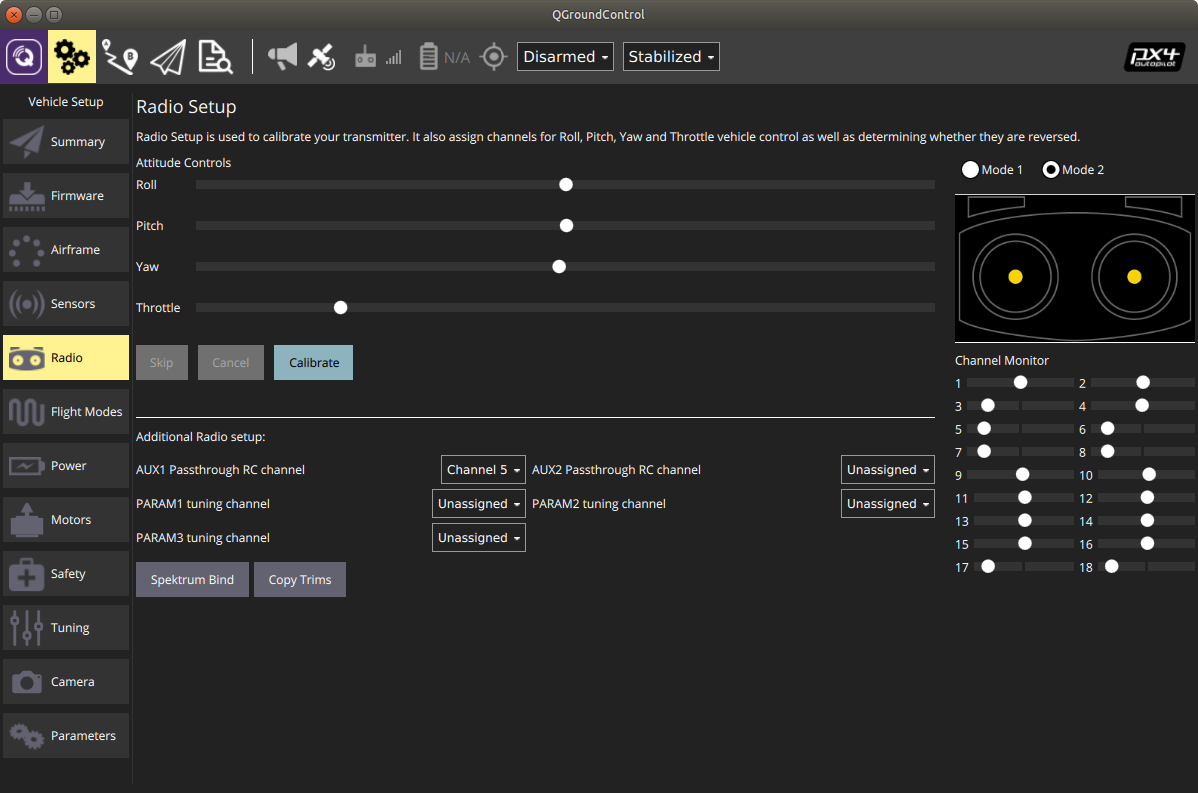 QGroundControl
N/A
Disarmed
Stabilized
PX4
autopilot
Vehicle Setup
Summary
Firmware
Airframe
Sensors
Radio
Flight Modes
Power
Motors
Safety
Tuning
Camera
Parameters
Radio Setup
Radio Setup is used to calibrate your transmitter. It also assign channels for Roll, Pitch, Yaw and Throttle vehicle control as well as determining whether they are reversed.
Attitude Controls
Roll
Pitch
Yaw
Throttle
Skip Cancel Calibrate
Additional Radio setup:
AUX1 Passthrough RC channel Channel 5 AUX2 Passthrough RC channel Unassigned
PARAM1 tuning channel Unassigned PARAM2 tuning channel Unassigned
PARAM3 tuning channel Unassigned
Spektrum Bind Copy Trims
Mode 1 Mode 2
Channel Monitor
1 2
3 4
5 6
7 8
9 10
11 12
13 14
15 16
17 18